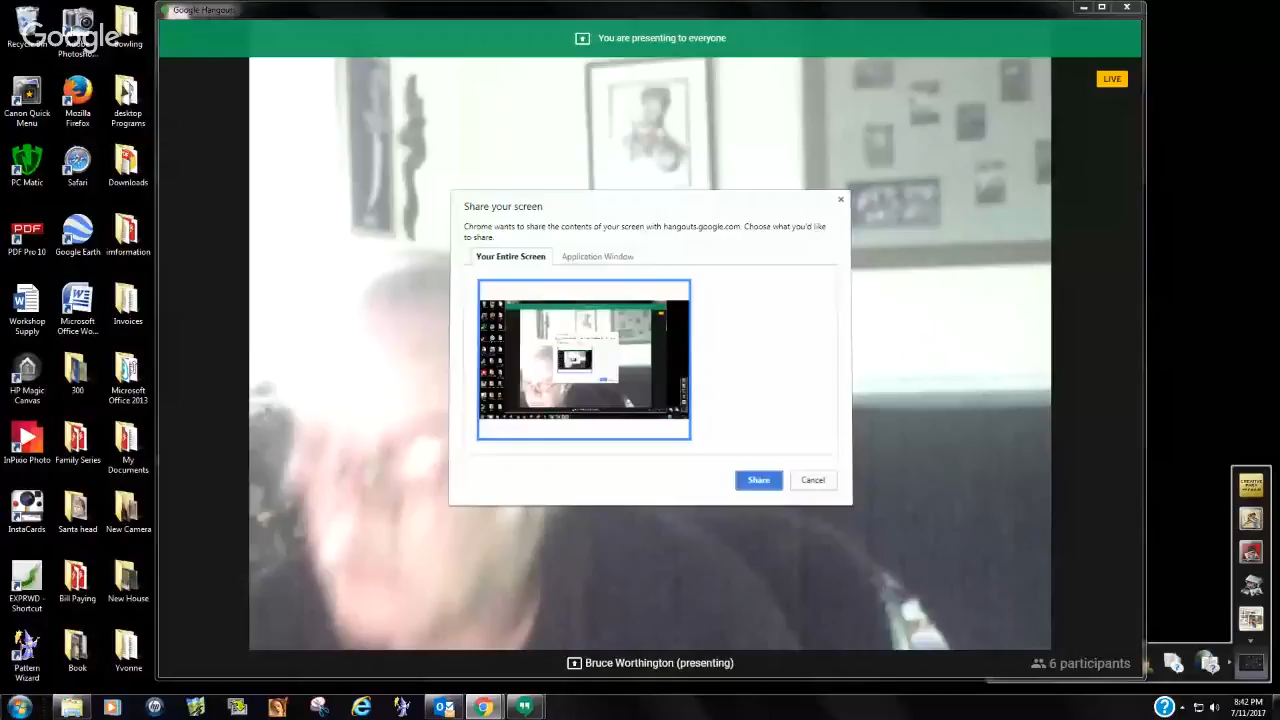 Google Hangouts
You are presenting to everyone
LIVE
Google
Recycle Bin
Adobe
Photosho...
Bowling
Canon Quick
Menu
Mozilla
Firefox
desktop
Programs
PC Matic
Safari
Downloads
PDF
PDF Pro 10
Google Earth
imformation
Workshop
Supply
Microsoft
Office Wo...
Invoices
HP Magic
Canvas
300
Microsoft
Office 2013
InPixio Photo
Family Series
My
Documents
InstaCards
Santa head
New Camera
EXPRWD -
Shortcut
Bill Paying
New House
Pattern
Wizard
Book
Yvonne
Share your screen
Chrome wants to share the contents of your screen with hangouts.google.com. Choose what you'd like
to share.
Your Entire Screen
Application Window
Share
Cancel
Bruce Worthington (presenting)
6 participants
8:42 PM
7/11/2017